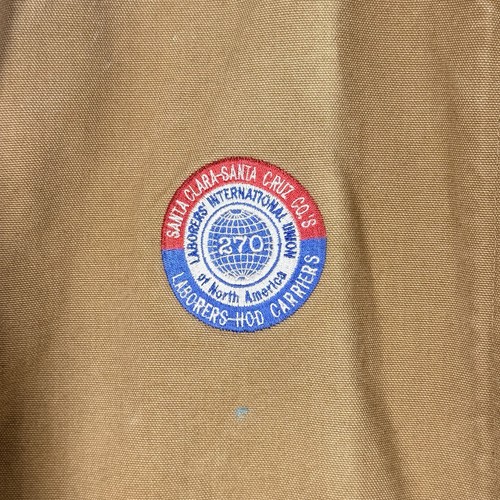 SANTA CLARA-SANTA CRUZ CO.'S
LABORERS' INTERNATIONAL UNION
270
of North America
LABORERS-HOD CARRIERS